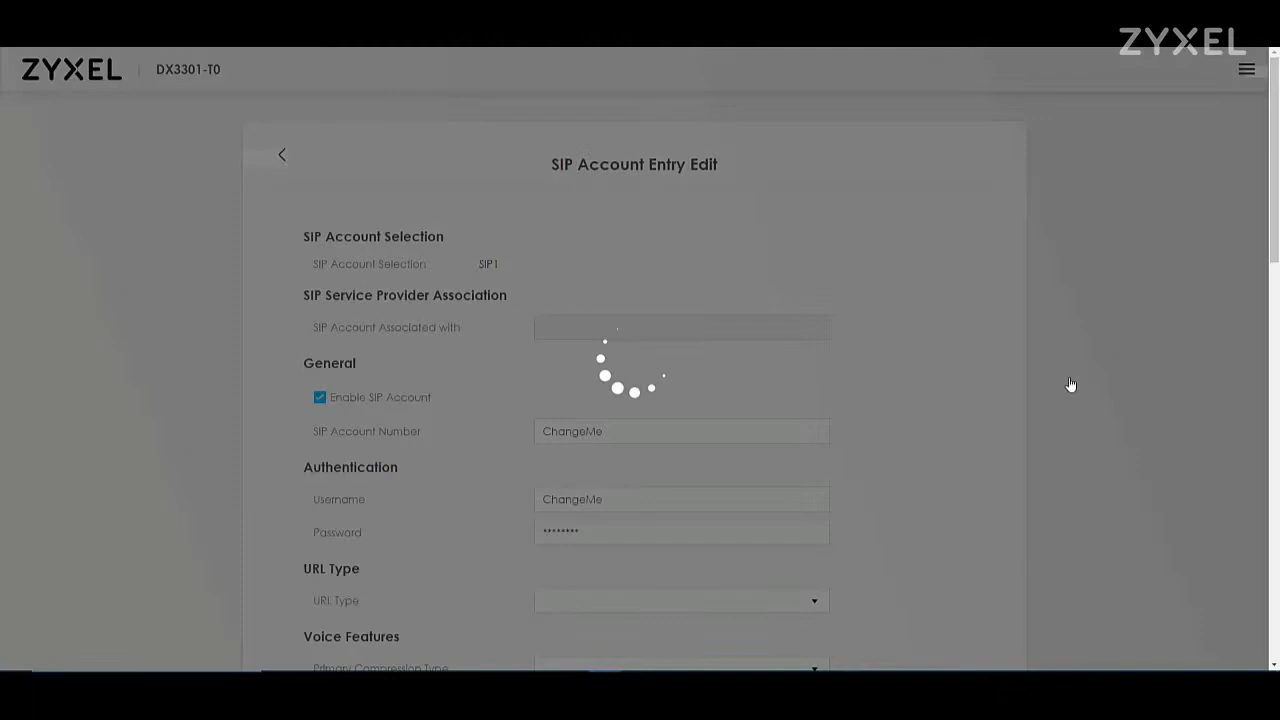 ZYXEL
ZYXEL DX3301-T0
SIP Account Entry Edit
SIP Account Selection
SIP Account Selection SIP1
SIP Service Provider Association
SIP Account Associated with
General
Enable SIP Account
SIP Account Number ChangeMe
Authentication
Username ChangeMe
Password ********
URL Type
URL Type
Voice Features
Primary Compression Type